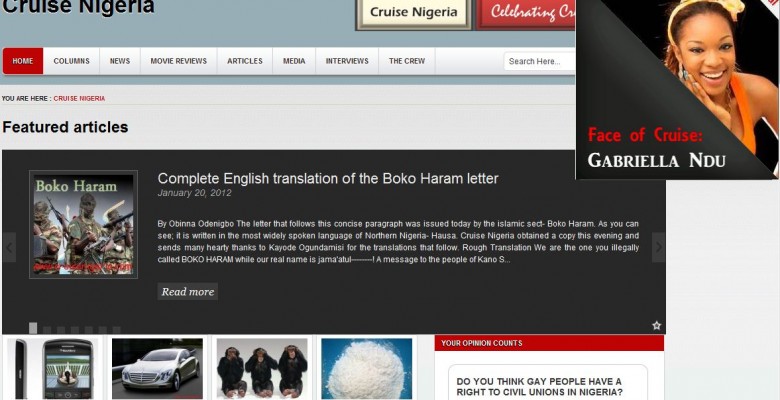 Cruise Nigeria
Cruise Nigeria
Celebrating
HOME COLUMNS NEWS MOVIE REVIEWS ARTICLES MEDIA INTERVIEWS THE CREW
Search Here...
Face of Cruise:
GABRIELLA NDU
YOU ARE HERE : CRUISE NIGERIA
Featured articles
Boko Haram
Complete English translation of the Boko Haram letter
January 20, 2012
By Obinna Odenigbo The letter that follows this concise paragraph was issued today by the islamic sect- Boko Haram. As you can
see; it is written in the most widely spoken language of Northern Nigeria- Hausa. Cruise Nigeria obtained a copy this evening and
sends many hearty thanks to Kayode Ogundamisi for the translations that follow. Rough Translation We are the one you illegally
called BOKO HARAM while our real name is jama'atul--------! A message to the people of Kano S...
Read more
YOUR OPINION COUNTS
DO YOU THINK GAY PEOPLE HAVE A
RIGHT TO CIVIL UNIONS IN NIGERIA?